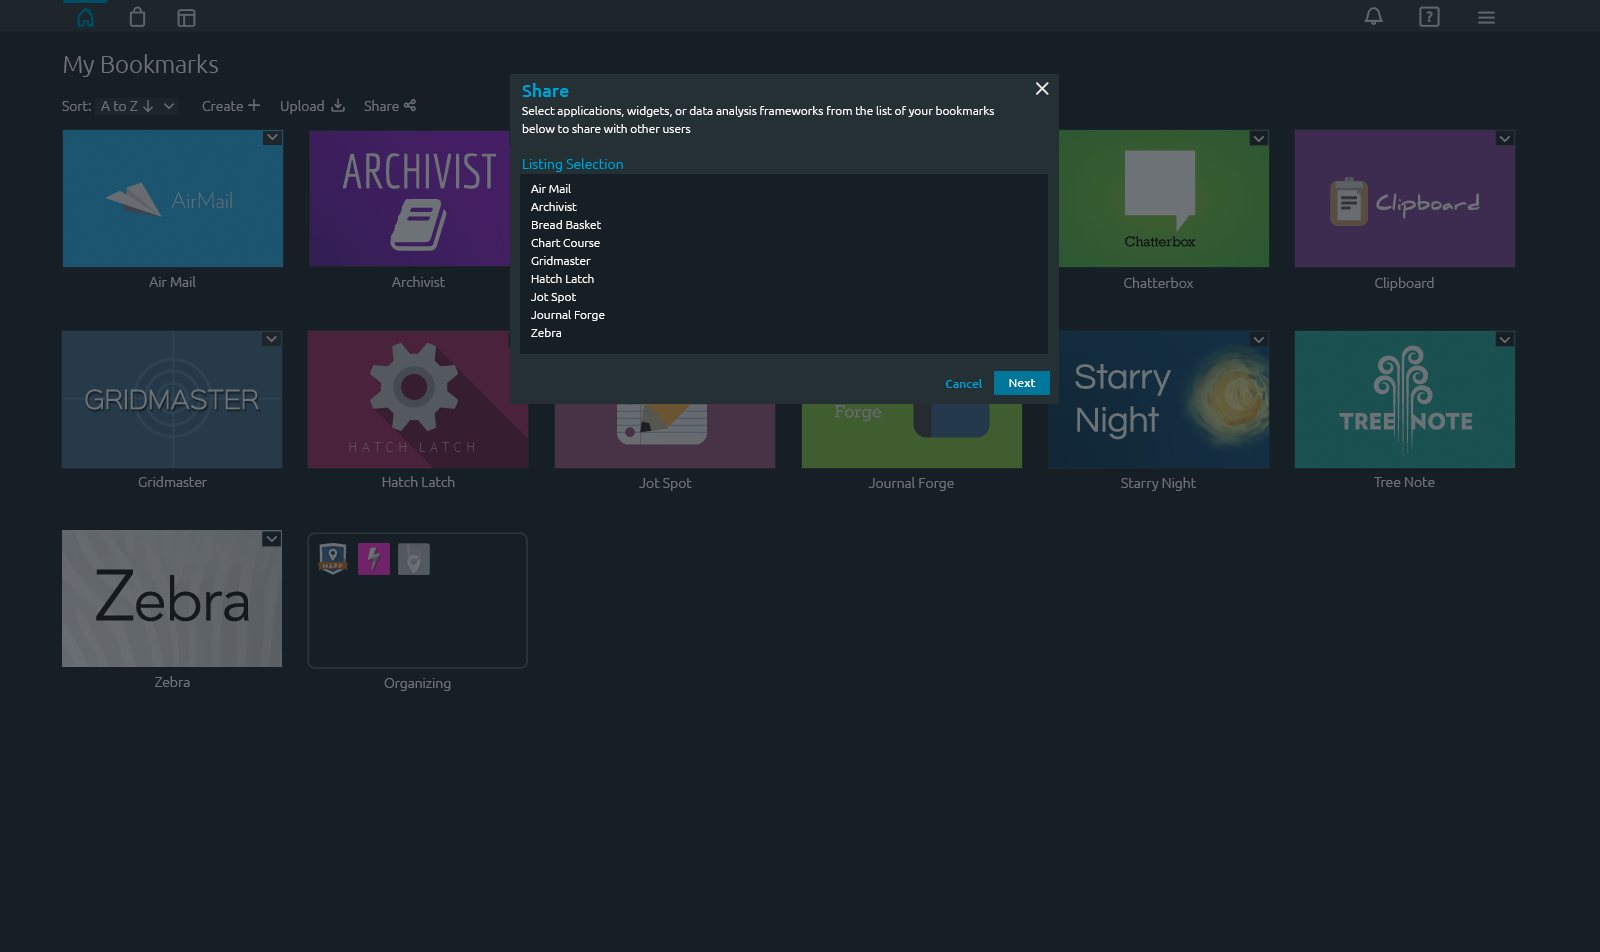 My Bookmarks
Sort: A to Z
Create
Upload
Share
Share
Select applications, widgets, or data analysis frameworks from the list of your bookmarks
below to share with other users
Listing Selection
Air Mail
Archivist
Bread Basket
Chart Course
Gridmaster
Hatch Latch
Jot Spot
Journal Forge
Zebra
Cancel
Next
AirMail
Air Mail
ARCHIVIST
Archivist
Chatterbox
Chatterbox
Clipboard
Clipboard
GRIDMASTER
Gridmaster
HATCH LATCH
Hatch Latch
Jot Spot
Forge
Journal Forge
Starry
Night
Starry Night
TREE NOTE
Tree Note
Zebra
Zebra
MAPP
Organizing